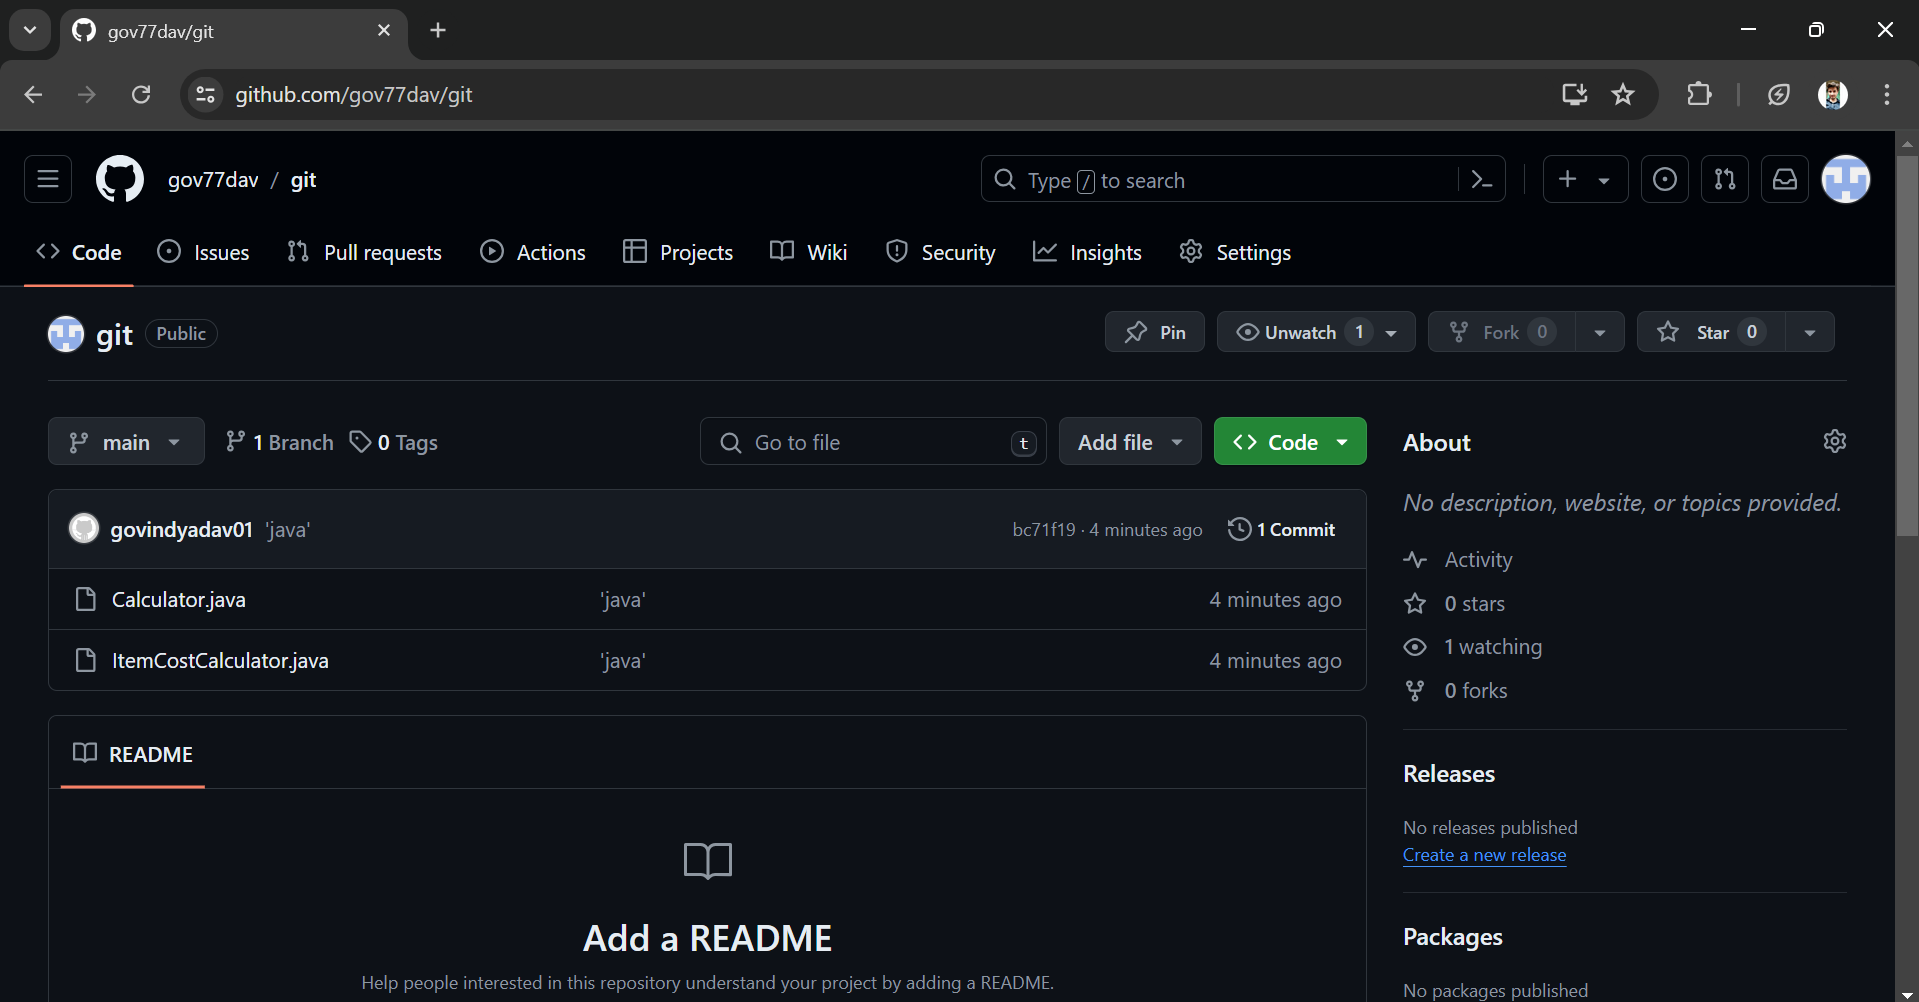 gov77dav/git
github.com/gov77dav/git
gov77dav / git
Type / to search
Code Issues Pull requests Actions Projects Wiki Security Insights Settings
git Public
Pin Unwatch 1 Fork 0 Star 0
main 1 Branch 0 Tags Go to file t Add file Code
About
No description, website, or topics provided.
govindyadav01 'java' bc71f19 · 4 minutes ago 1 Commit
Calculator.java 'java' 4 minutes ago
ItemCostCalculator.java 'java' 4 minutes ago
Activity
0 stars
1 watching
0 forks
README
Add a README
Help people interested in this repository understand your project by adding a README.
Releases
No releases published
Create a new release
Packages
No packages published